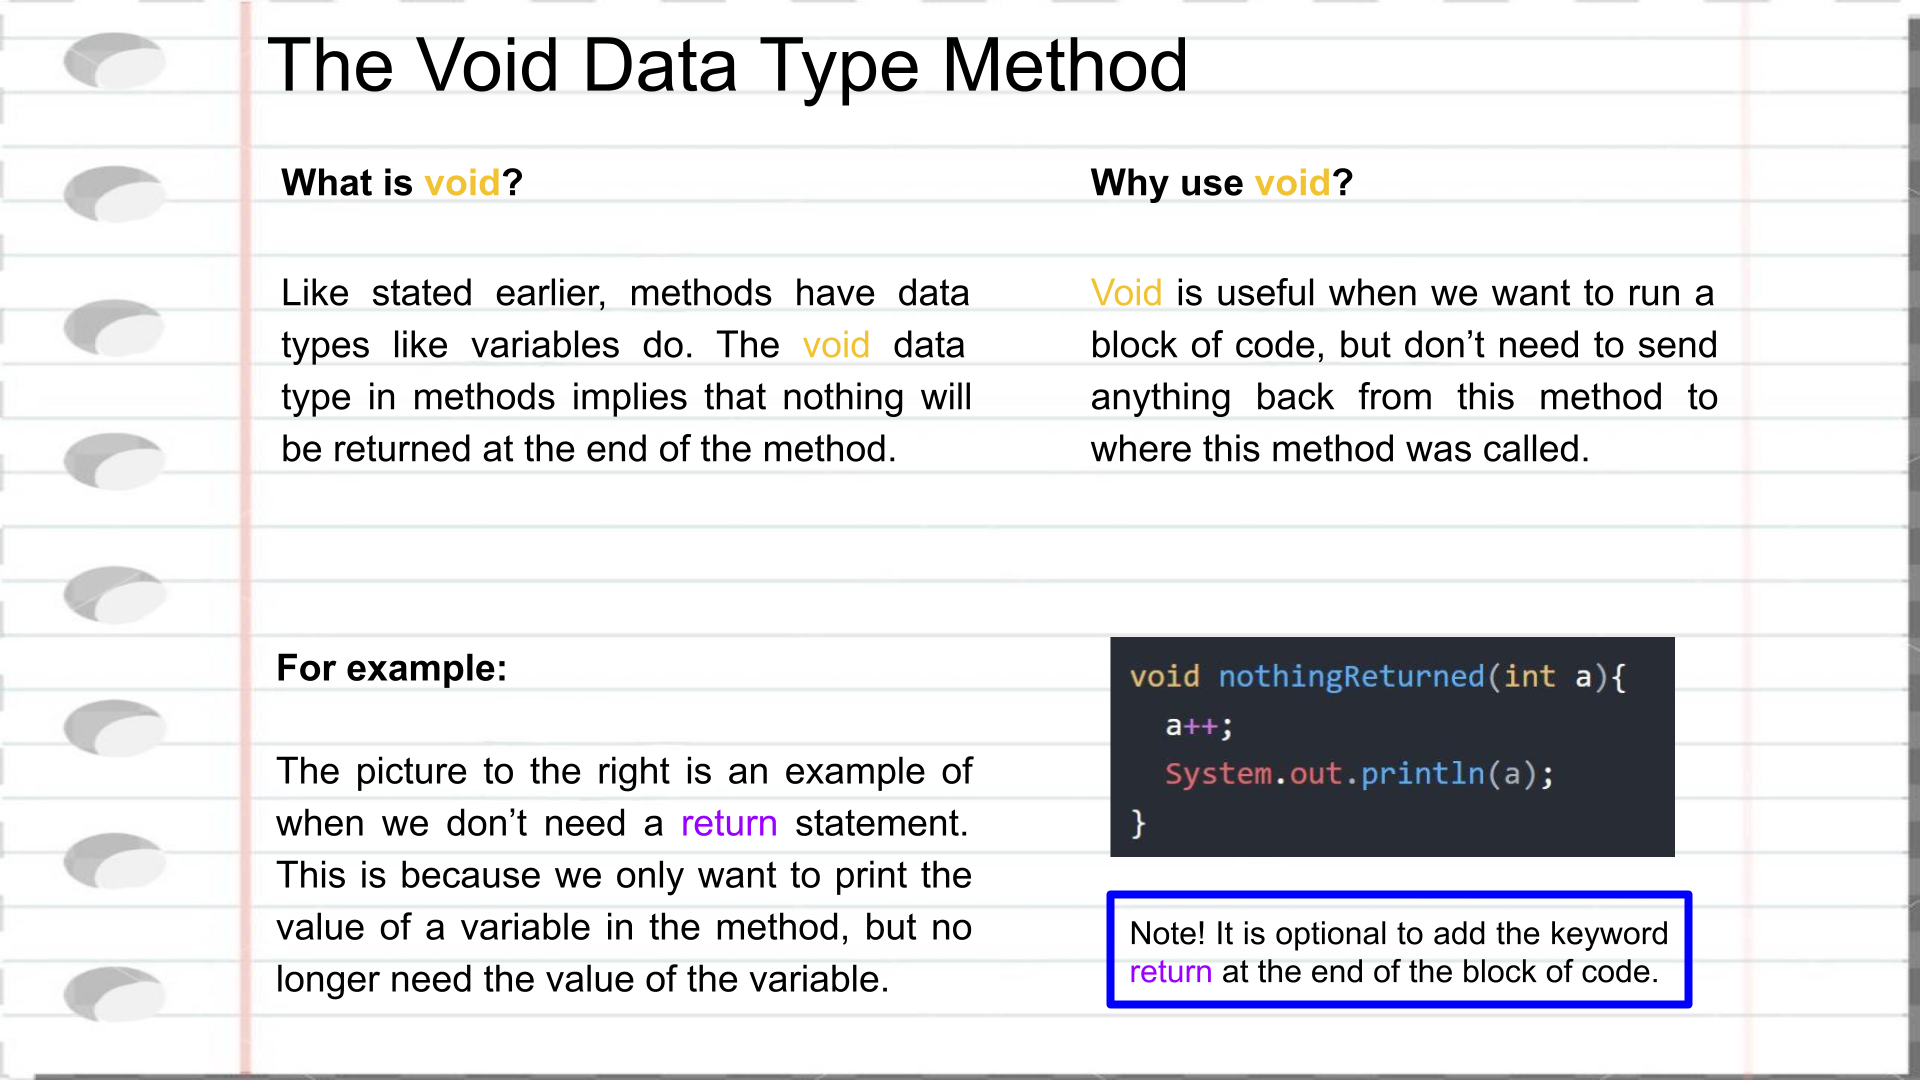 The Void Data Type Method
What is void?
Like stated earlier, methods have data
types like variables do. The void data
type in methods implies that nothing will
be returned at the end of the method.
Why use void?
Void is useful when we want to run a
block of code, but don’t need to send
anything back from this method to
where this method was called.
For example:
The picture to the right is an example of
when we don’t need a return statement.
This is because we only want to print the
value of a variable in the method, but no
longer need the value of the variable.
void nothingReturned(int a){
  a++;
  System.out.println(a);
}
Note! It is optional to add the keyword
return at the end of the block of code.